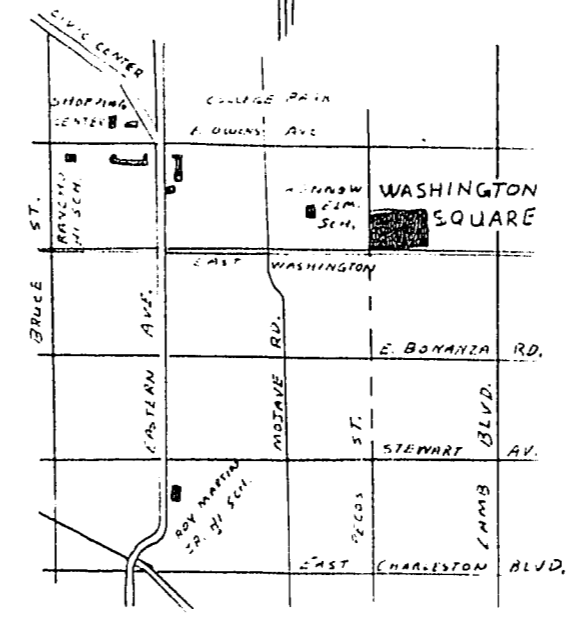 CIVIC CENTER
SHOPPING
CENTER
COLLEGE PARK
E. OWENS AVE
RANCHO
HI SCH.
ELM.
SCH.
WASHINGTON
SQUARE
EAST WASHINGTON
BRUCE ST.
EASTERN AVE.
MOJAVE RD.
E. BONANZA RD.
PECOS ST.
STEWART AV.
LAMB BLVD.
ROY MARTIN
JR. HI SCH.
EAST CHARLESTON BLVD.